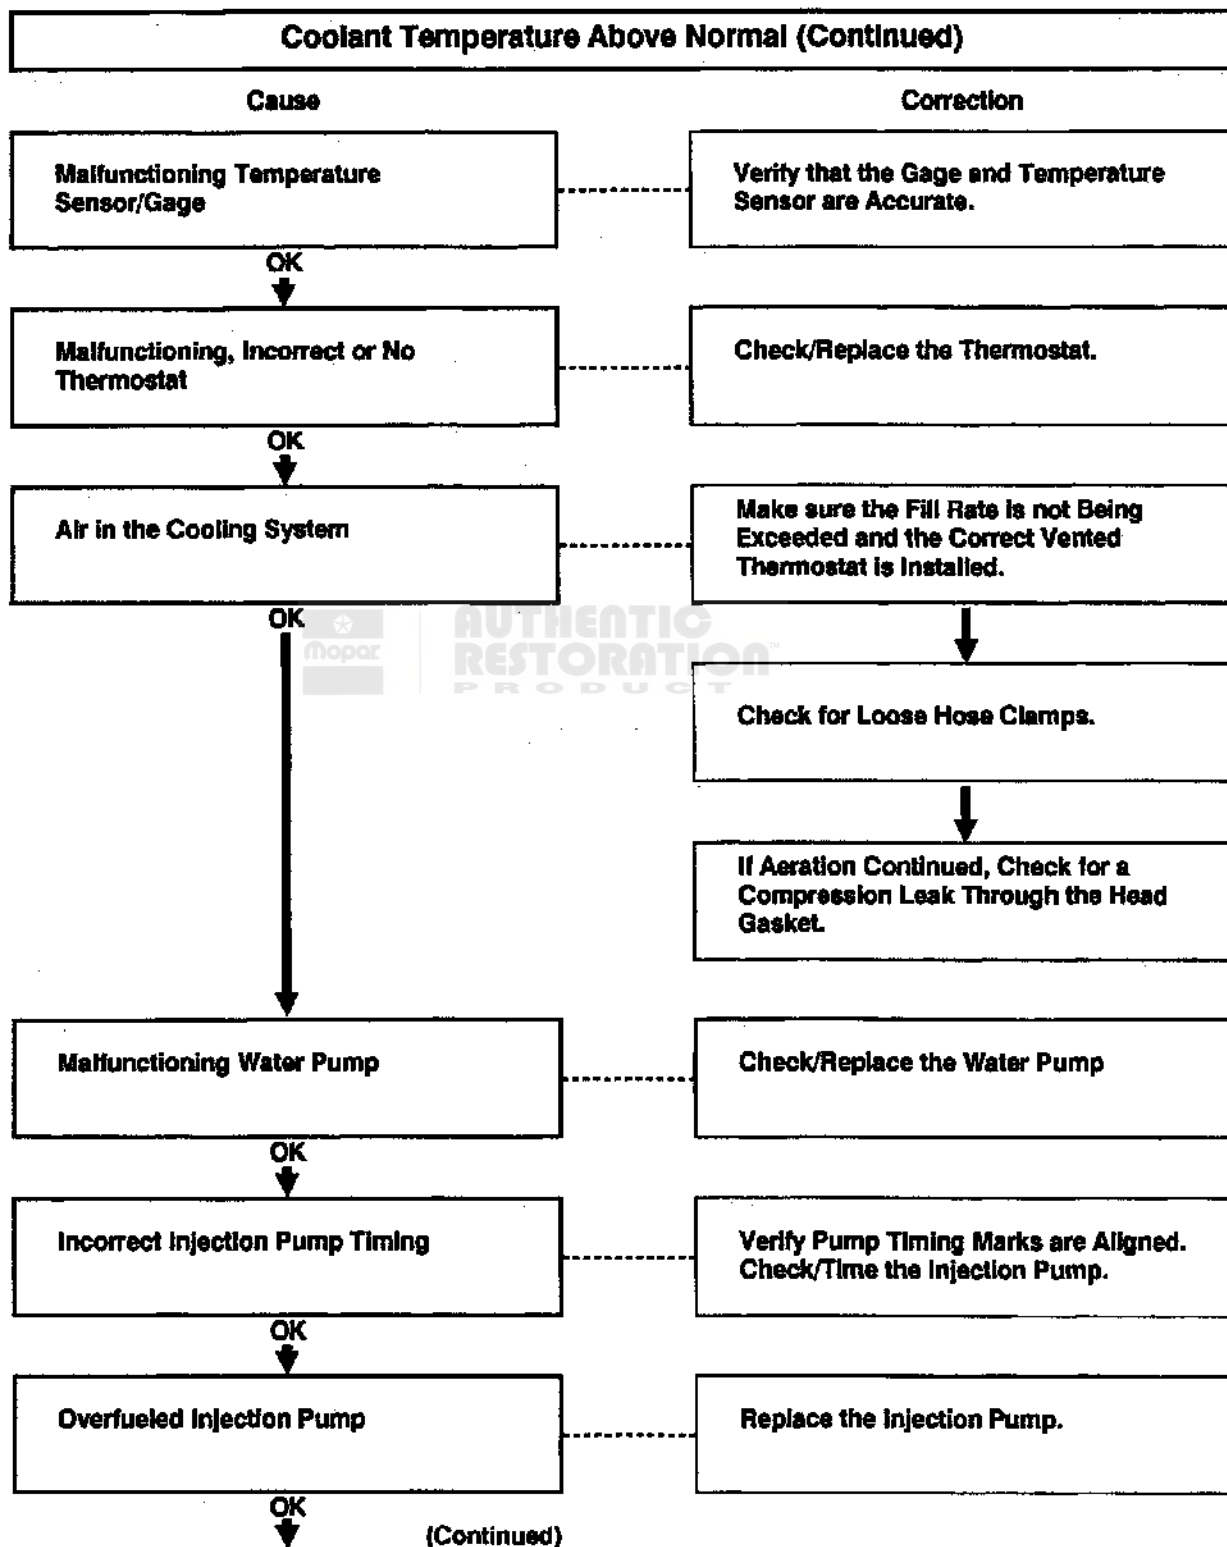 Coolant Temperature Above Normal (Continued)
Cause
Correction
Malfunctioning Temperature
Sensor/Gage
Verify that the Gage and Temperature
Sensor are Accurate.
OK
Malfunctioning, Incorrect or No
Thermostat
Check/Replace the Thermostat.
OK
Air in the Cooling System
Make sure the Fill Rate is not Being
Exceeded and the Correct Vented
Thermostat is Installed.
OK
Mopar
AUTHENTIC
RESTORATION™
PRODUCT
Check for Loose Hose Clamps.
If Aeration Continued, Check for a
Compression Leak Through the Head
Gasket.
Malfunctioning Water Pump
Check/Replace the Water Pump
OK
Incorrect Injection Pump Timing
Verify Pump Timing Marks are Aligned.
Check/Time the Injection Pump.
OK
Overfueled Injection Pump
Replace the Injection Pump.
OK
(Continued)